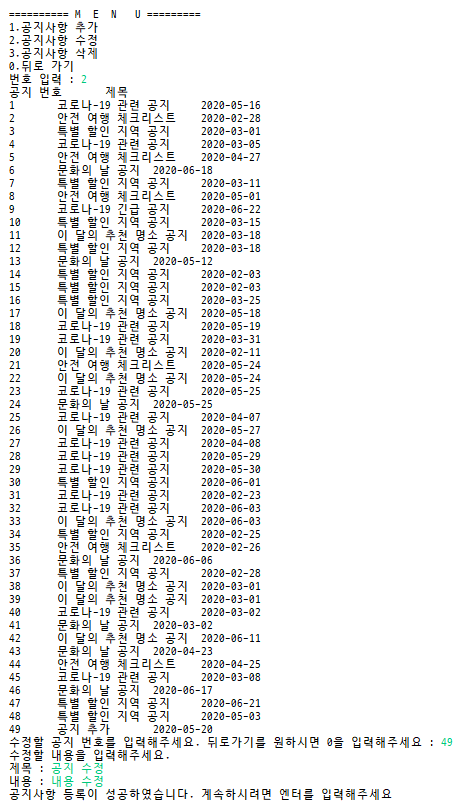 ========== M E N U =========
1.공지사항 추가
2.공지사항 수정
3.공지사항 삭제
0.뒤로 가기
번호 입력 : 2
공지 번호 제목
1 코로나-19 관련 공지 2020-05-16
2 안전 여행 체크리스트 2020-02-28
3 특별 할인 지역 공지 2020-03-01
4 코로나-19 관련 공지 2020-03-05
5 안전 여행 체크리스트 2020-04-27
6 문화의 날 공지 2020-06-18
7 특별 할인 지역 공지 2020-03-11
8 안전 여행 체크리스트 2020-05-01
9 코로나-19 긴급 공지 2020-06-22
10 특별 할인 지역 공지 2020-03-15
11 이 달의 추천 명소 공지 2020-03-18
12 특별 할인 지역 공지 2020-03-18
13 문화의 날 공지 2020-05-12
14 특별 할인 지역 공지 2020-02-03
15 특별 할인 지역 공지 2020-02-03
16 특별 할인 지역 공지 2020-03-25
17 이 달의 추천 명소 공지 2020-05-18
18 코로나-19 관련 공지 2020-05-19
19 코로나-19 관련 공지 2020-03-31
20 이 달의 추천 명소 공지 2020-02-11
21 안전 여행 체크리스트 2020-05-24
22 이 달의 추천 명소 공지 2020-05-24
23 코로나-19 관련 공지 2020-05-25
24 문화의 날 공지 2020-05-25
25 코로나-19 관련 공지 2020-04-07
26 이 달의 추천 명소 공지 2020-05-27
27 코로나-19 관련 공지 2020-04-08
28 코로나-19 관련 공지 2020-05-29
29 코로나-19 관련 공지 2020-05-30
30 특별 할인 지역 공지 2020-06-01
31 코로나-19 관련 공지 2020-02-23
32 코로나-19 관련 공지 2020-06-03
33 이 달의 추천 명소 공지 2020-06-03
34 특별 할인 지역 공지 2020-02-25
35 안전 여행 체크리스트 2020-02-26
36 문화의 날 공지 2020-06-06
37 특별 할인 지역 공지 2020-02-28
38 이 달의 추천 명소 공지 2020-03-01
39 이 달의 추천 명소 공지 2020-03-01
40 코로나-19 관련 공지 2020-03-02
41 문화의 날 공지 2020-03-02
42 이 달의 추천 명소 공지 2020-06-11
43 문화의 날 공지 2020-04-23
44 안전 여행 체크리스트 2020-04-25
45 코로나-19 관련 공지 2020-03-08
46 문화의 날 공지 2020-06-17
47 특별 할인 지역 공지 2020-06-21
48 특별 할인 지역 공지 2020-05-03
49 공지 추가 2020-05-20
수정할 공지 번호를 입력해주세요. 뒤로가기를 원하시면 0을 입력해주세요 : 49
수정할 내용을 입력해주세요.
제목 : 공지 수정
내용 : 내용 수정
공지사항 등록이 성공하였습니다. 계속하시려면 엔터를 입력해주세요